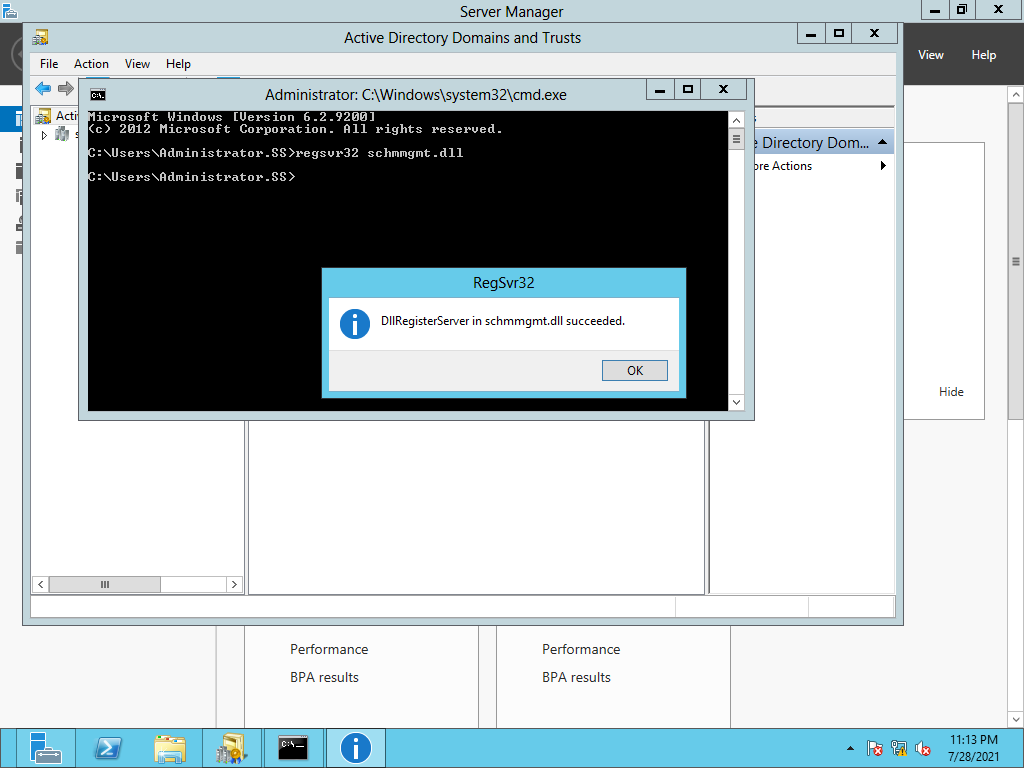 Server Manager
Active Directory Domains and Trusts
View Help
File Action View Help
Administrator: C:\Windows\system32\cmd.exe
Microsoft Windows [Version 6.2.9200]
(c) 2012 Microsoft Corporation. All rights reserved.
C:\Users\Administrator.SS>regsvr32 schmmgmt.dll
C:\Users\Administrator.SS>
Acti
s
e Directory Dom...
ore Actions
RegSvr32
DllRegisterServer in schmmgmt.dll succeeded.
OK
Hide
Performance
BPA results
Performance
BPA results
11:13 PM
7/28/2021